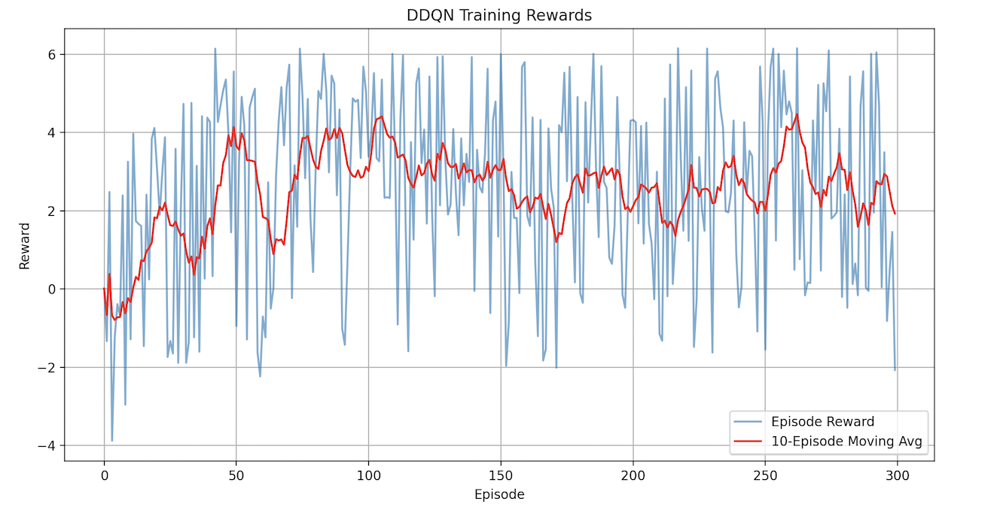 DDQN Training Rewards
6
4
2
0
−2
−4
Reward
0 50 100 150 200 250 300
Episode
Episode Reward
10-Episode Moving Avg